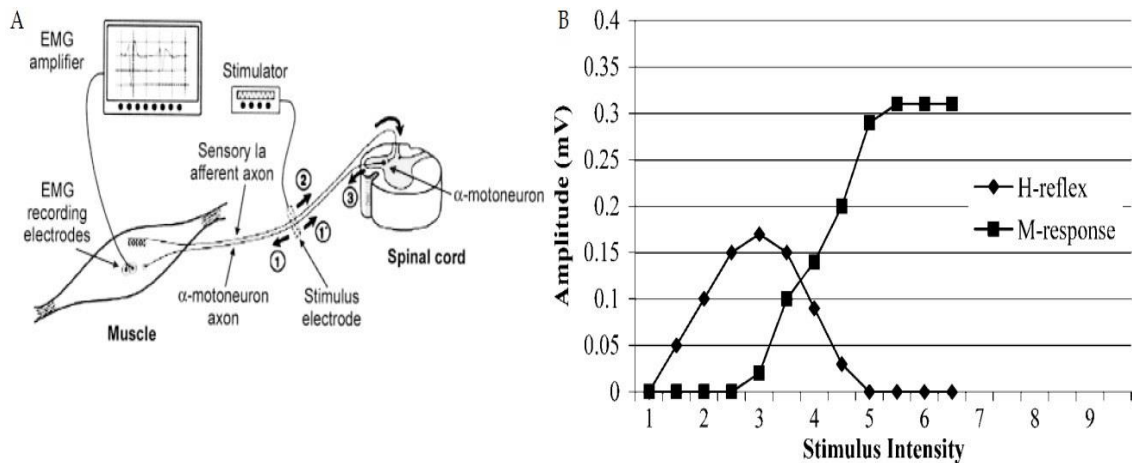 A
EMG
amplifier
Stimulator
Sensory Ia
afferent axon
EMG
recording
electrodes
α-motoneuron
2
3
1'
1
Spinal cord
α-motoneuron
axon
Stimulus
electrode
Muscle
B
Amplitude (mV)
0.4
0.35
0.3
0.25
0.2
0.15
0.1
0.05
0
1 2 3 4 5 6 7 8 9
Stimulus Intensity
H-reflex
M-response